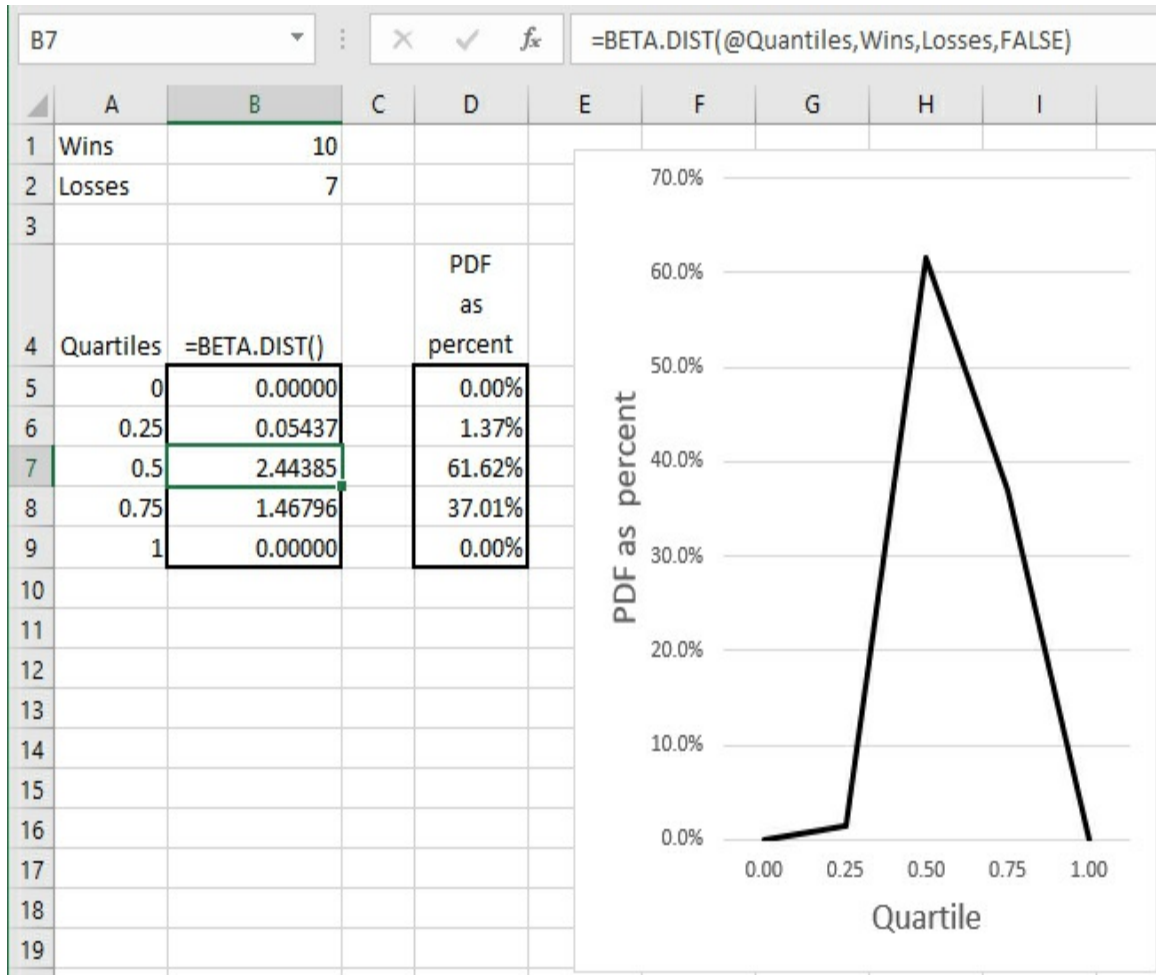 B7 fx =BETA.DIST(@Quantiles,Wins,Losses,FALSE)
A B C D E F G H I
1 Wins 10
2 Losses 7
3
PDF
as
4 Quartiles =BETA.DIST() percent
5 0 0.00000 0.00%
6 0.25 0.05437 1.37%
7 0.5 2.44385 61.62%
8 0.75 1.46796 37.01%
9 1 0.00000 0.00%
10
11
12
13
14
15
16
17
18
19
70.0%
60.0%
50.0%
40.0%
30.0%
20.0%
10.0%
0.0%
PDF as percent
0.00 0.25 0.50 0.75 1.00
Quartile